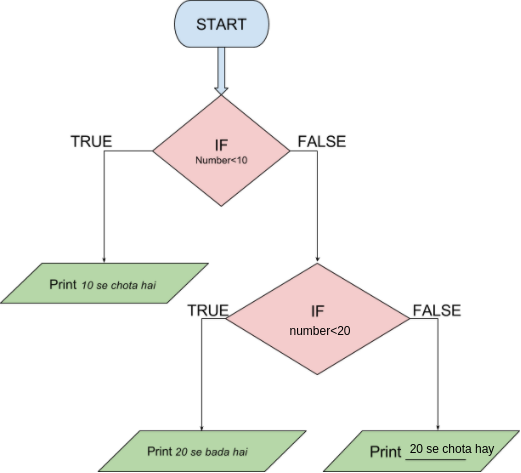 START
IF
Number<10
TRUE
FALSE
Print 10 se chota hai
IF
number<20
TRUE
FALSE
Print 20 se bada hai
Print 20 se chota hay